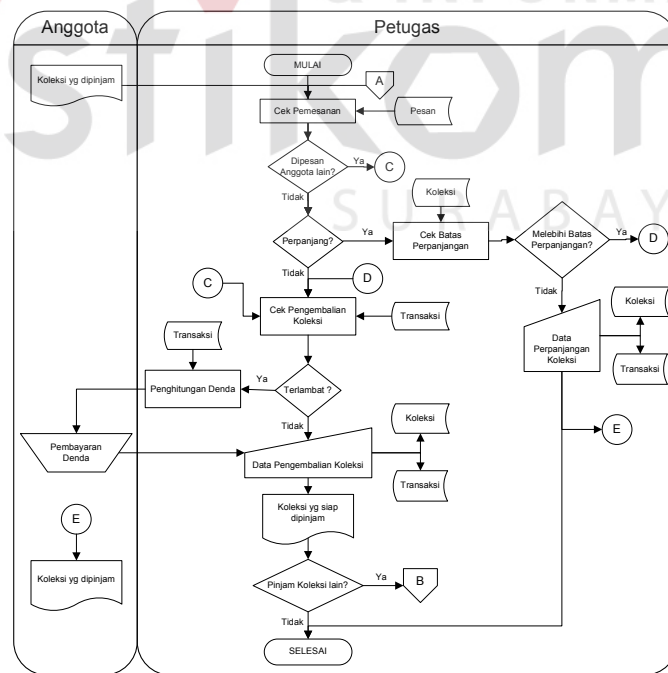 Anggota
Petugas
MULAI
Koleksi yg dipinjam
A
Cek Pemesanan
Pesan
Dipesan
Anggota lain?
Ya
C
Tidak
Koleksi
Perpanjang?
Ya
Cek Batas
Perpanjangan
Melebihi Batas
Perpanjangan?
Ya
D
Tidak
C
D
Tidak
Cek Pengembalian
Koleksi
Transaksi
Koleksi
Data
Perpanjangan
Koleksi
Transaksi
Transaksi
Penghitungan Denda
Ya
Terlambat ?
Tidak
Koleksi
E
Pembayaran
Denda
Data Pengembalian Koleksi
Transaksi
Koleksi yg siap
dipinjam
E
Koleksi yg dipinjam
Pinjam Koleksi lain?
Ya
B
Tidak
SELESAI
stikom
SURABAYA